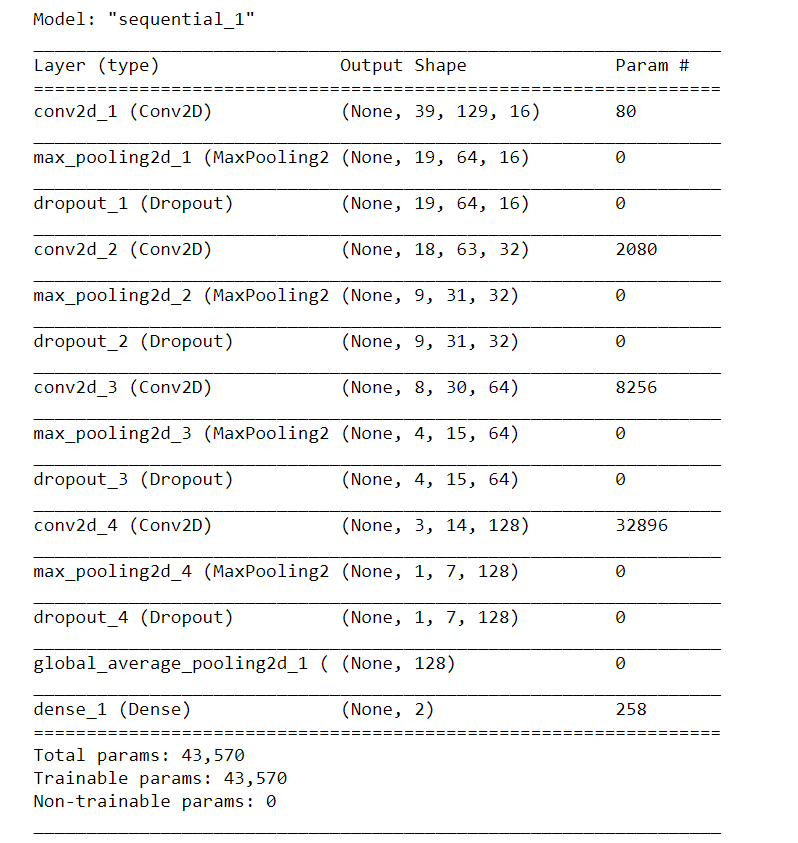 Model: "sequential_1"
_________________________________________________________________
Layer (type)                 Output Shape              Param #
=================================================================
conv2d_1 (Conv2D)            (None, 39, 129, 16)       80
_________________________________________________________________
max_pooling2d_1 (MaxPooling2 (None, 19, 64, 16)        0
_________________________________________________________________
dropout_1 (Dropout)          (None, 19, 64, 16)        0
_________________________________________________________________
conv2d_2 (Conv2D)            (None, 18, 63, 32)        2080
_________________________________________________________________
max_pooling2d_2 (MaxPooling2 (None, 9, 31, 32)         0
_________________________________________________________________
dropout_2 (Dropout)          (None, 9, 31, 32)         0
_________________________________________________________________
conv2d_3 (Conv2D)            (None, 8, 30, 64)         8256
_________________________________________________________________
max_pooling2d_3 (MaxPooling2 (None, 4, 15, 64)         0
_________________________________________________________________
dropout_3 (Dropout)          (None, 4, 15, 64)         0
_________________________________________________________________
conv2d_4 (Conv2D)            (None, 3, 14, 128)        32896
_________________________________________________________________
max_pooling2d_4 (MaxPooling2 (None, 1, 7, 128)         0
_________________________________________________________________
dropout_4 (Dropout)          (None, 1, 7, 128)         0
_________________________________________________________________
global_average_pooling2d_1 ( (None, 128)               0
_________________________________________________________________
dense_1 (Dense)              (None, 2)                 258
=================================================================
Total params: 43,570
Trainable params: 43,570
Non-trainable params: 0
_________________________________________________________________